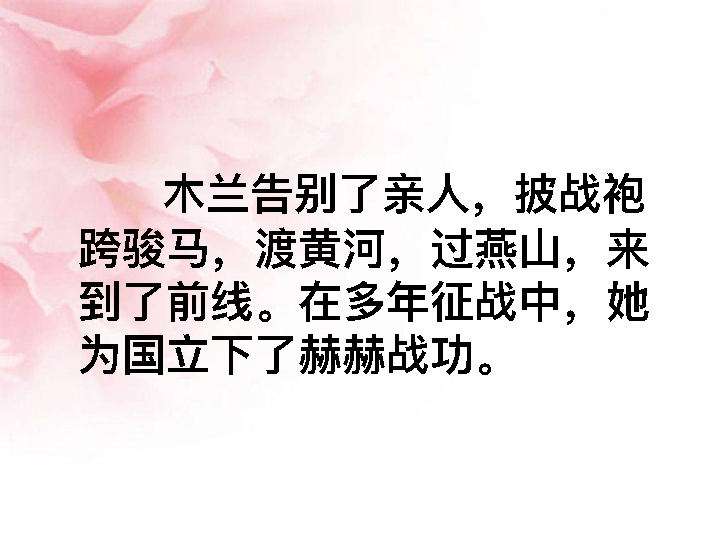 木兰告别了亲人，披战袍
跨骏马，渡黄河，过燕山，来
到了前线。在多年征战中，她
为国立下了赫赫战功。